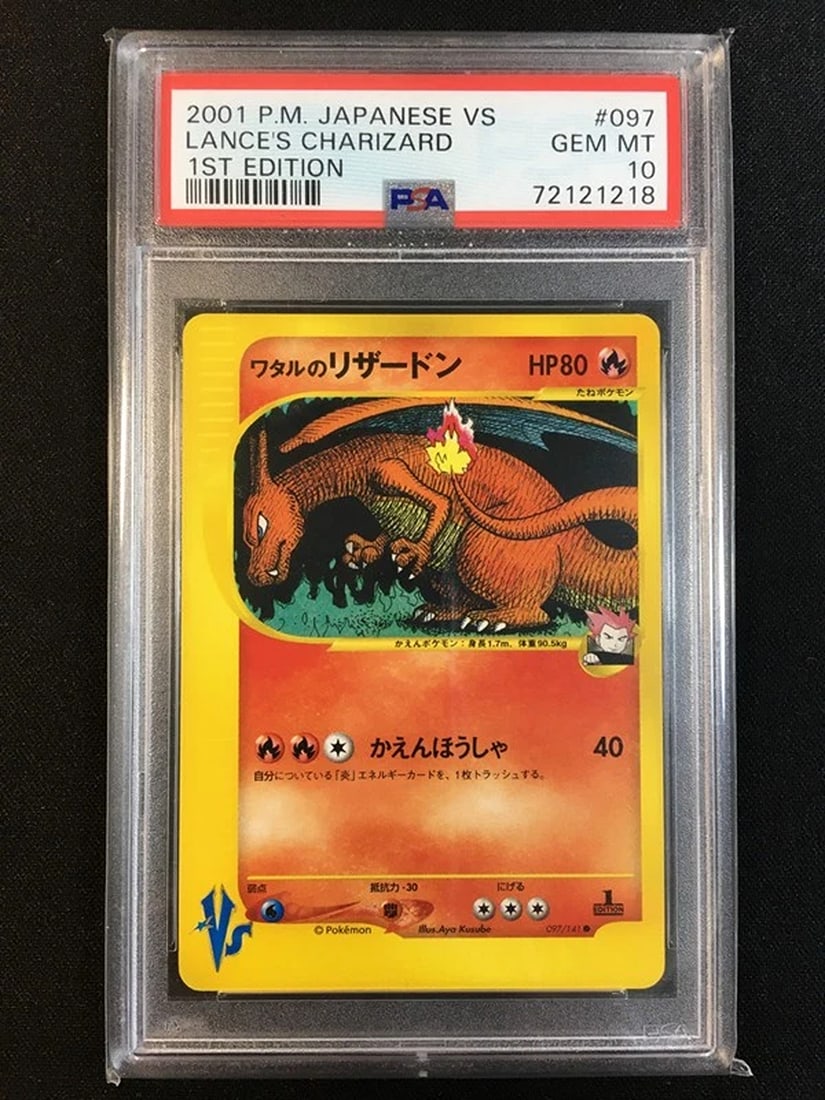 2001 P.M. JAPANESE VS #097
LANCE'S CHARIZARD GEM MT
1ST EDITION 10
PSA 72121218
ワタルのリザードン HP80
たねポケモン
かえんポケモン：身長1.7m、体重90.5kg
かえんほうしゃ 40
自分についている「炎」エネルギーカードを、1枚トラッシュする。
弱点 抵抗力-30 にげる
1
EDITION
VS
©Pokémon Illus.Aya Kusube 097/141●
PSA